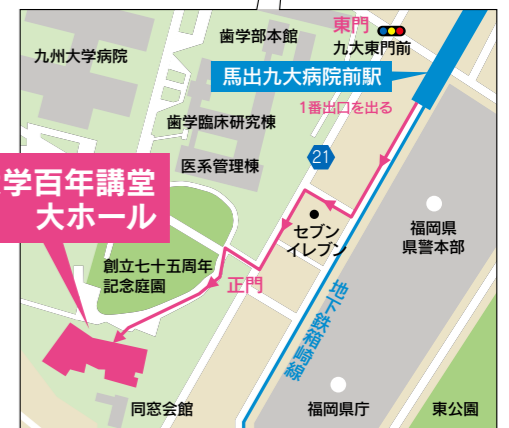 歯学部本館
東門
九大東門前
九州大学病院
馬出九大病院前駅
1番出口を出る
歯学臨床研究棟
21
医系管理棟
学百年講堂
大ホール
セブン
イレブン
福岡県
県警本部
創立七十五周年
記念庭園
正門
地下鉄箱崎線
同窓会館
福岡県庁
東公園